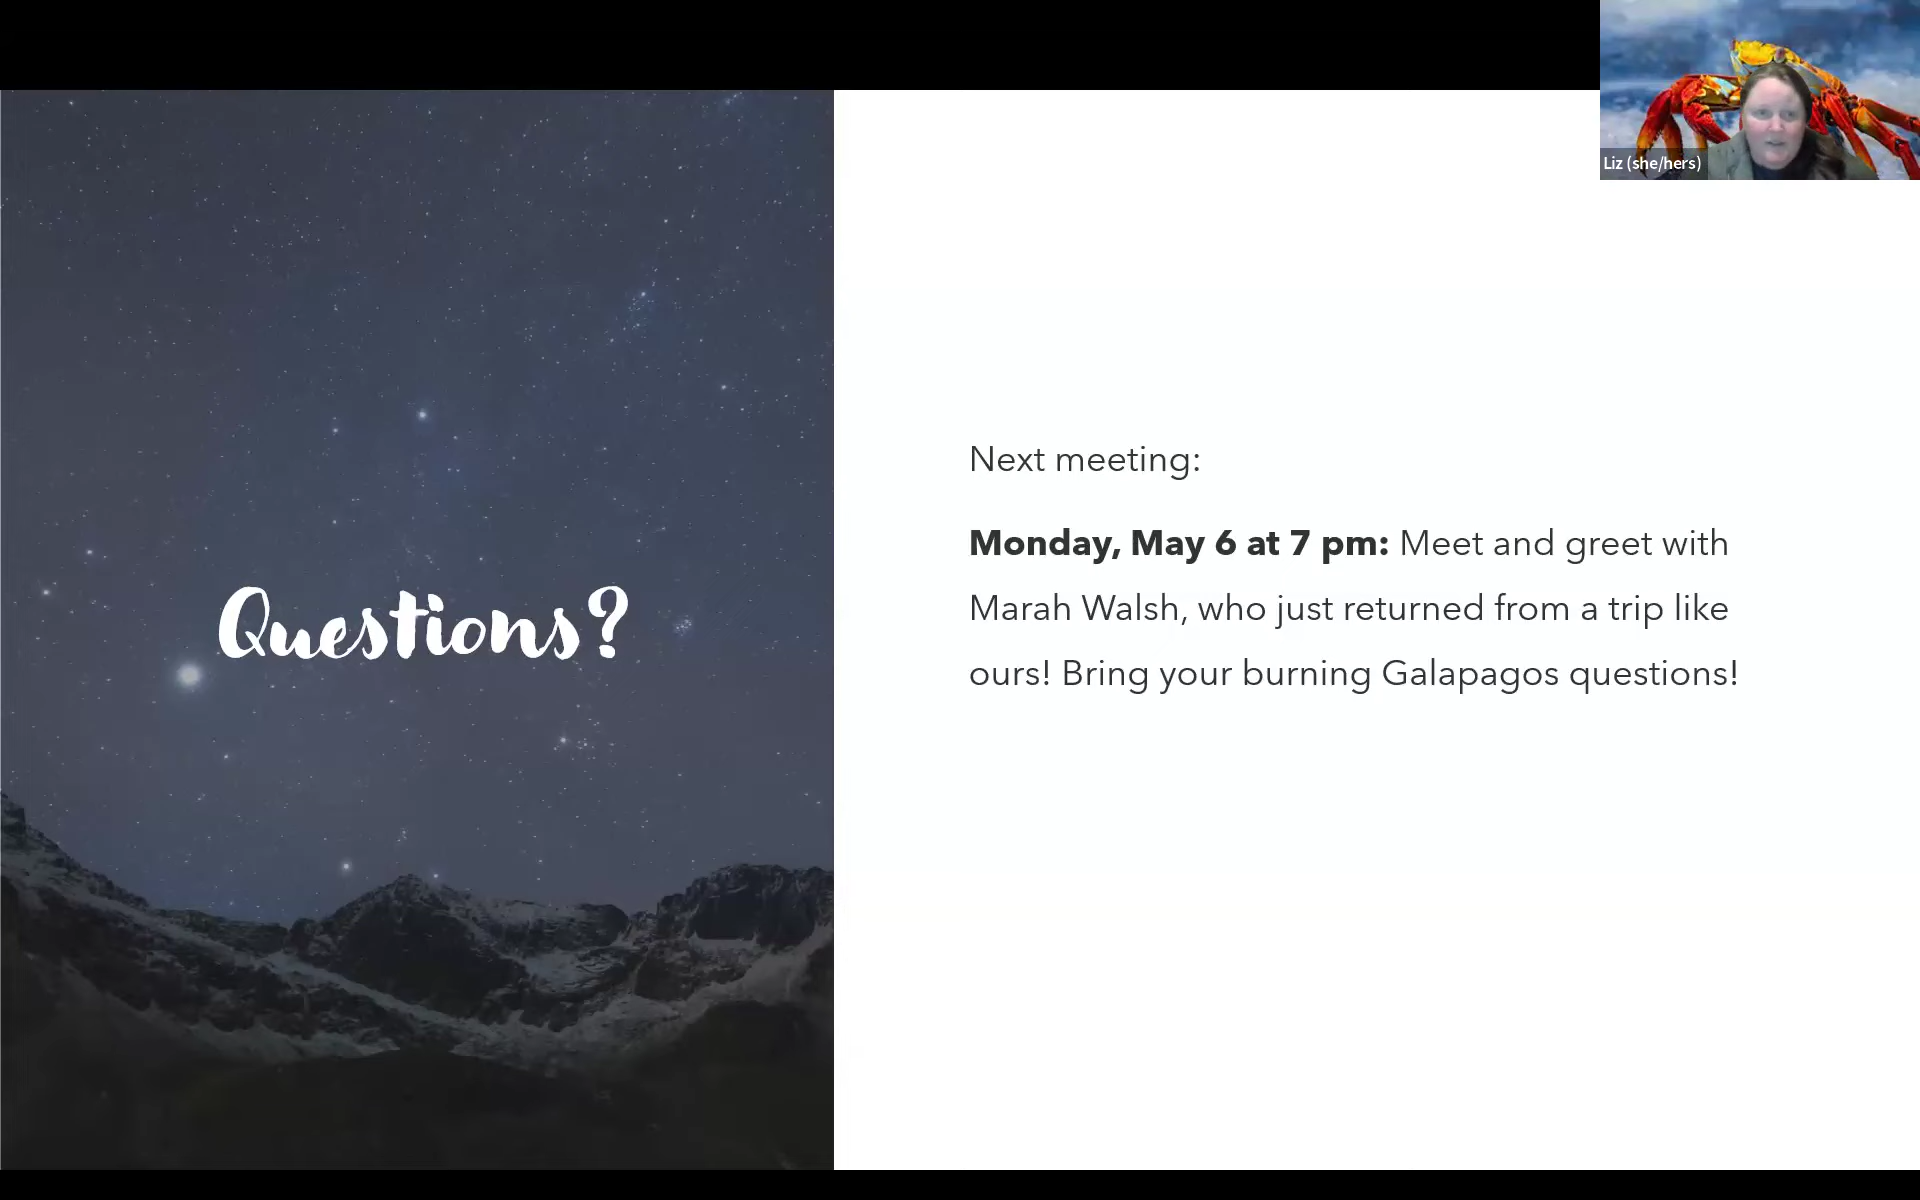 Liz (she/hers)
Questions?
Next meeting:
Monday, May 6 at 7 pm: Meet and greet with
Marah Walsh, who just returned from a trip like
ours! Bring your burning Galapagos questions!